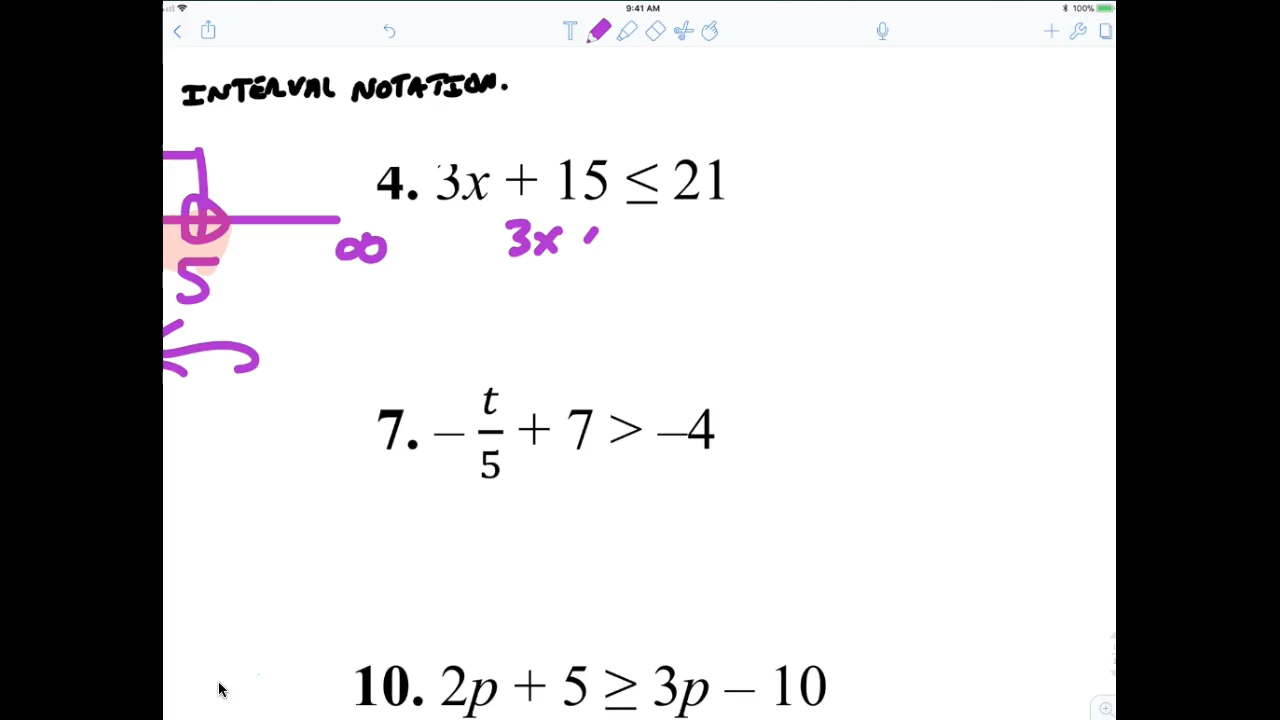 9:41 AM
100%
T
INTERVAL NOTATION.
4. 3x + 15 ≤ 21
3x
∞
5
7. – t/5 + 7 > –4
10. 2p + 5 ≥ 3p – 10